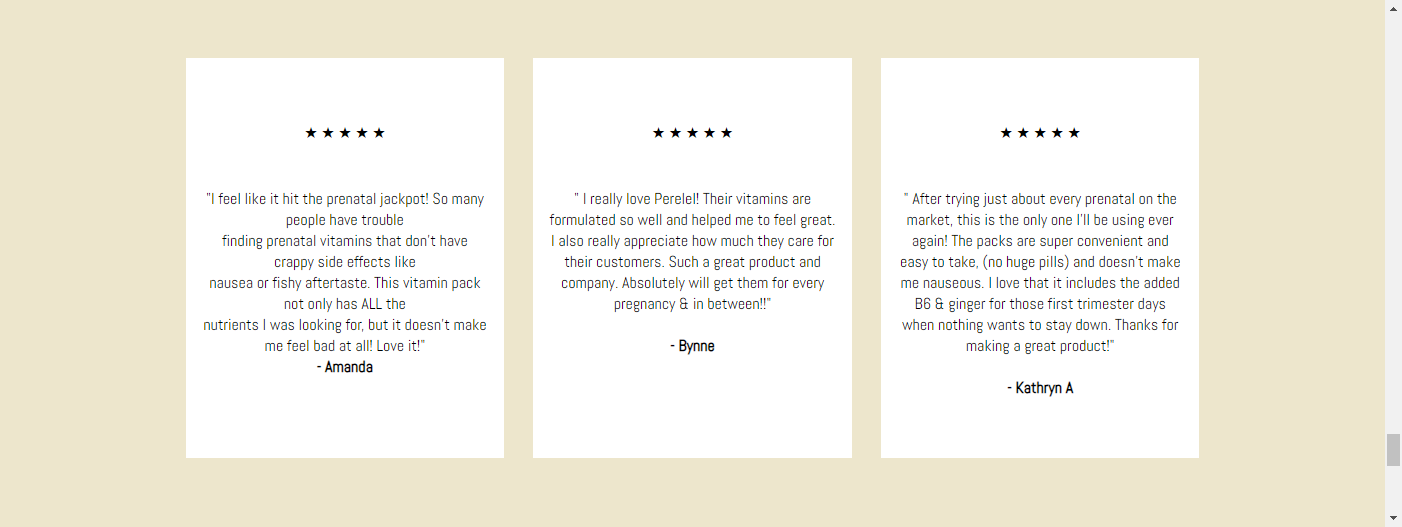 ★ ★ ★ ★ ★
"I feel like it hit the prenatal jackpot! So many
people have trouble
finding prenatal vitamins that don't have
crappy side effects like
nausea or fishy aftertaste. This vitamin pack
not only has ALL the
nutrients I was looking for, but it doesn't make
me feel bad at all! Love it!"
- Amanda
★ ★ ★ ★ ★
" I really love Perelel! Their vitamins are
formulated so well and helped me to feel great.
I also really appreciate how much they care for
their customers. Such a great product and
company. Absolutely will get them for every
pregnancy & in between!!"
- Bynne
★ ★ ★ ★ ★
" After trying just about every prenatal on the
market, this is the only one I'll be using ever
again! The packs are super convenient and
easy to take, (no huge pills) and doesn't make
me nauseous. I love that it includes the added
B6 & ginger for those first trimester days
when nothing wants to stay down. Thanks for
making a great product!"
- Kathryn A